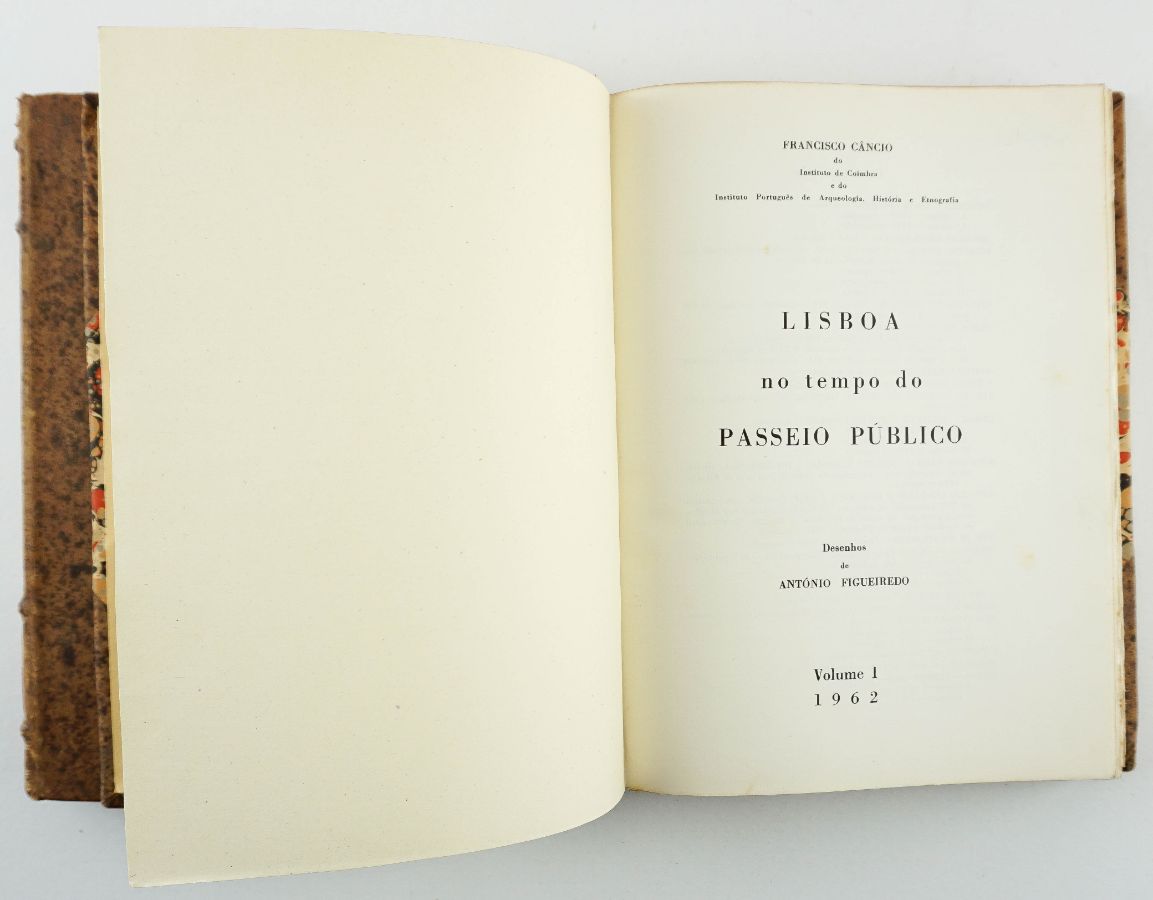 FRANCISCO CÂNCIO
do
Instituto de Coimbra
e do
Instituto Português de Arqueologia, História e Etnografia
LISBOA
no tempo do
PASSEIO PÚBLICO
Desenhos
de
ANTÓNIO FIGUEIREDO
Volume I
1962